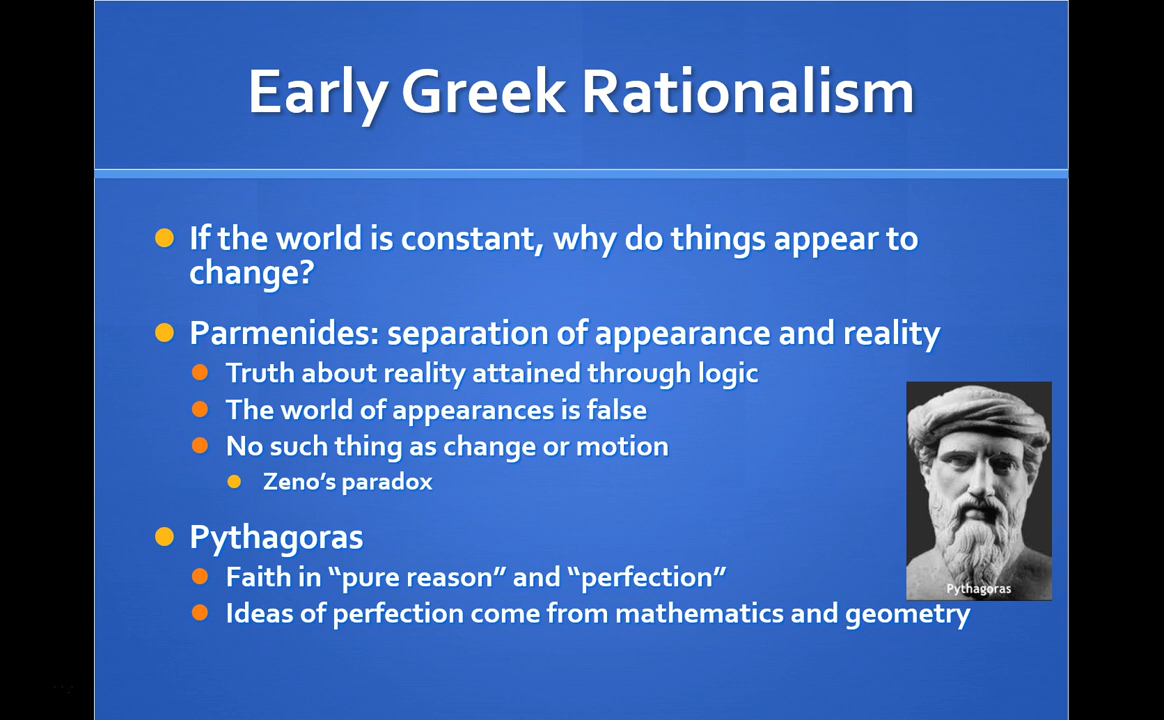 Early Greek Rationalism
If the world is constant, why do things appear to
change?
Parmenides: separation of appearance and reality
Truth about reality attained through logic
The world of appearances is false
No such thing as change or motion
Zeno’s paradox
Pythagoras
Faith in “pure reason” and “perfection”
Pythagoras
Ideas of perfection come from mathematics and geometry